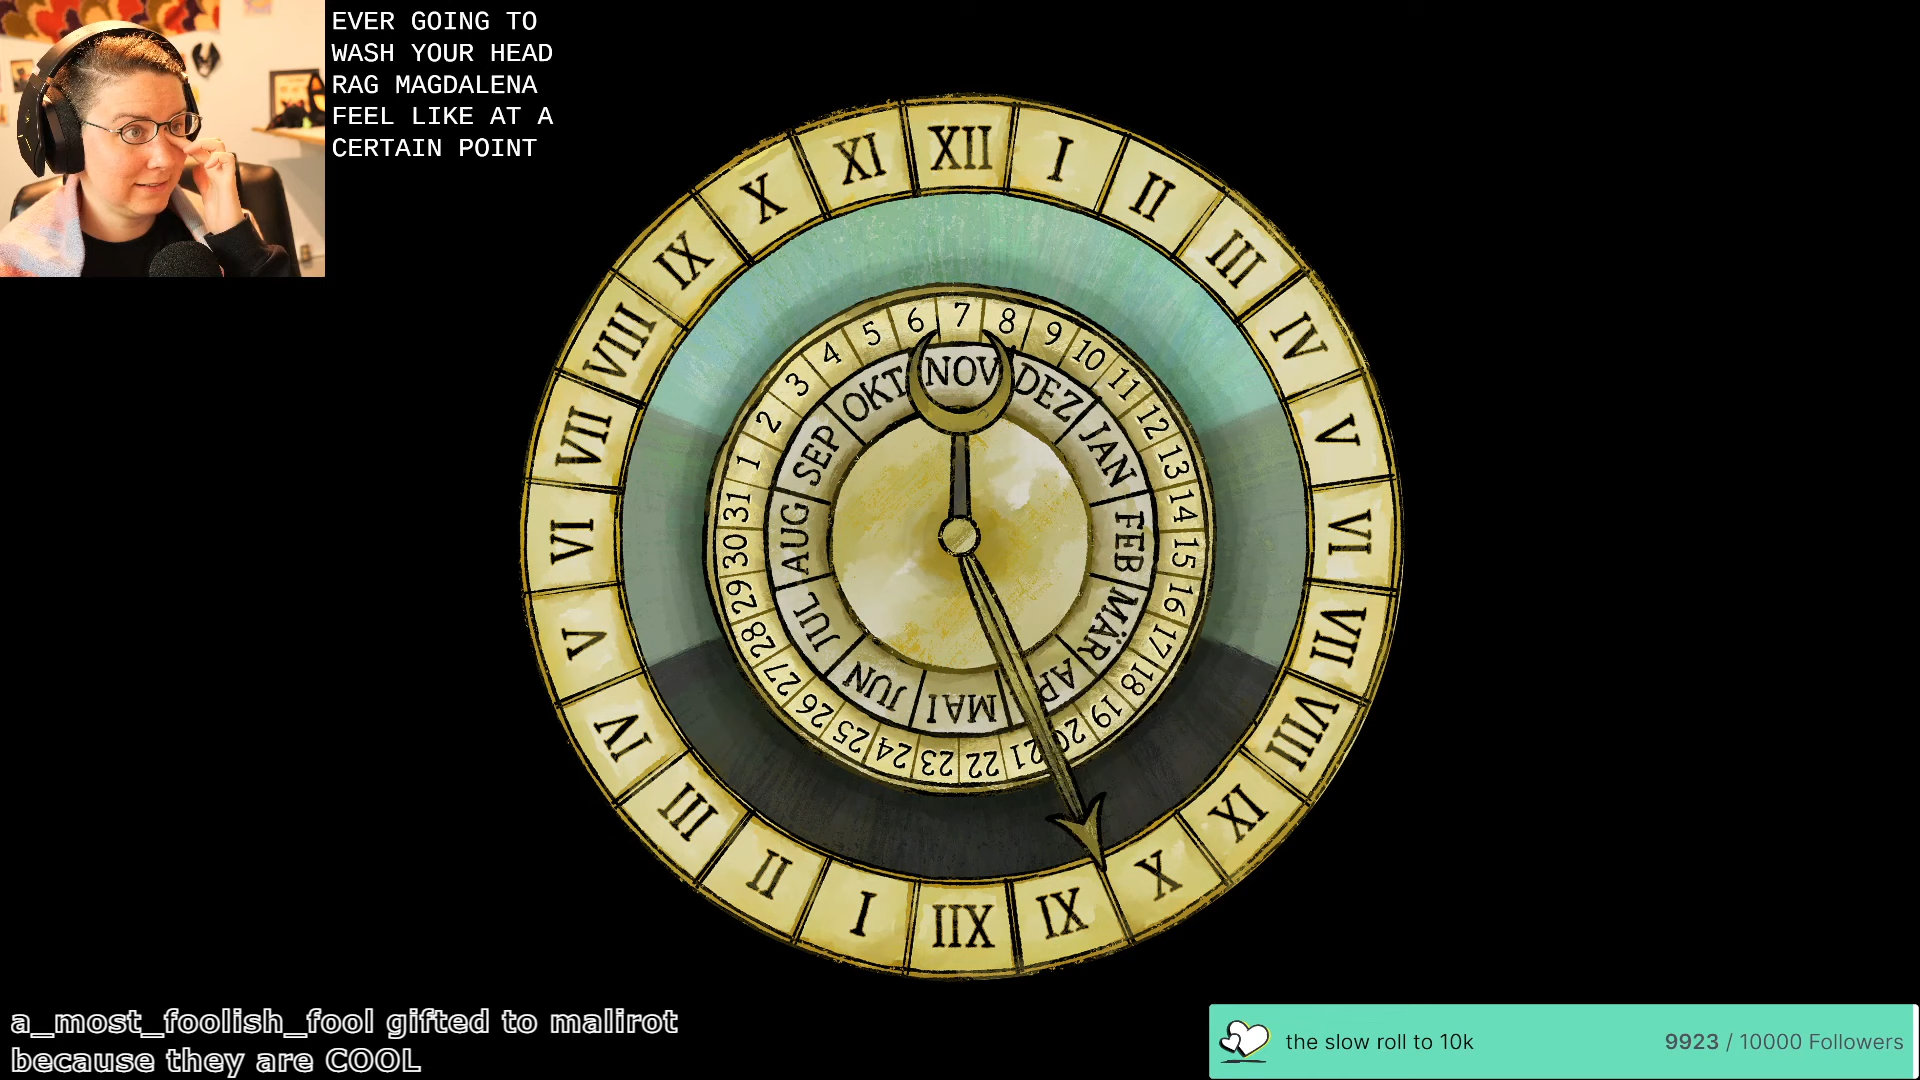 EVER GOING TO
WASH YOUR HEAD
RAG MAGDALENA
FEEL LIKE AT A
CERTAIN POINT
XII
I
II
III
IV
V
VI
VII
VIII
IX
X
XI
XII
I
II
III
IV
V
VI
VII
VIII
IX
X
XI
1
2
3
4
5
6
7
8
9
10
11
12
13
14
15
16
17
18
19
20
21
22
23
24
25
26
27
28
29
30
31
NOV
DEZ
JAN
FEB
MÄR
AP
MAI
JUN
JUL
AUG
SEP
OKT
a_most_foolish_fool gifted to malirot
because they are COOL
the slow roll to 10k
9923 / 10000 Followers